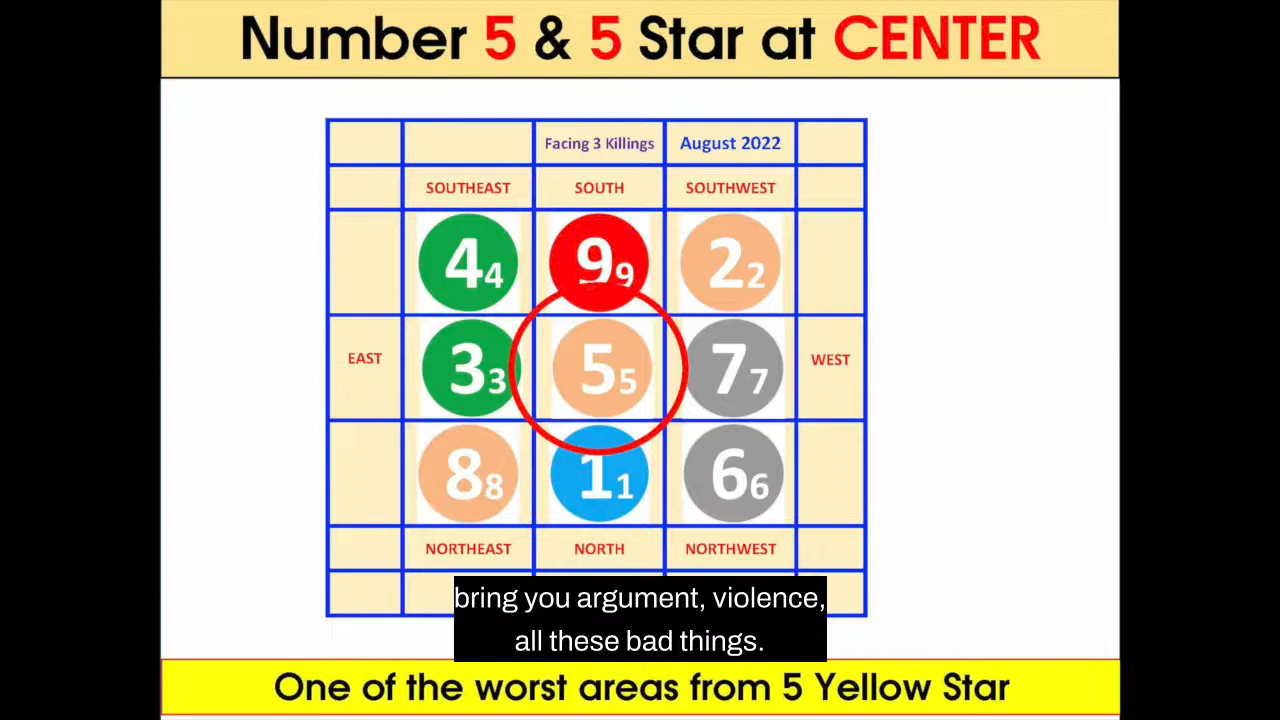 Number 5 & 5 Star at CENTER
Facing 3 Killings August 2022
SOUTHEAST SOUTH SOUTHWEST
44 99 22
EAST 33 55 77 WEST
88 11 66
NORTHEAST NORTH NORTHWEST
bring you argument, violence,
all these bad things.
One of the worst areas from 5 Yellow Star